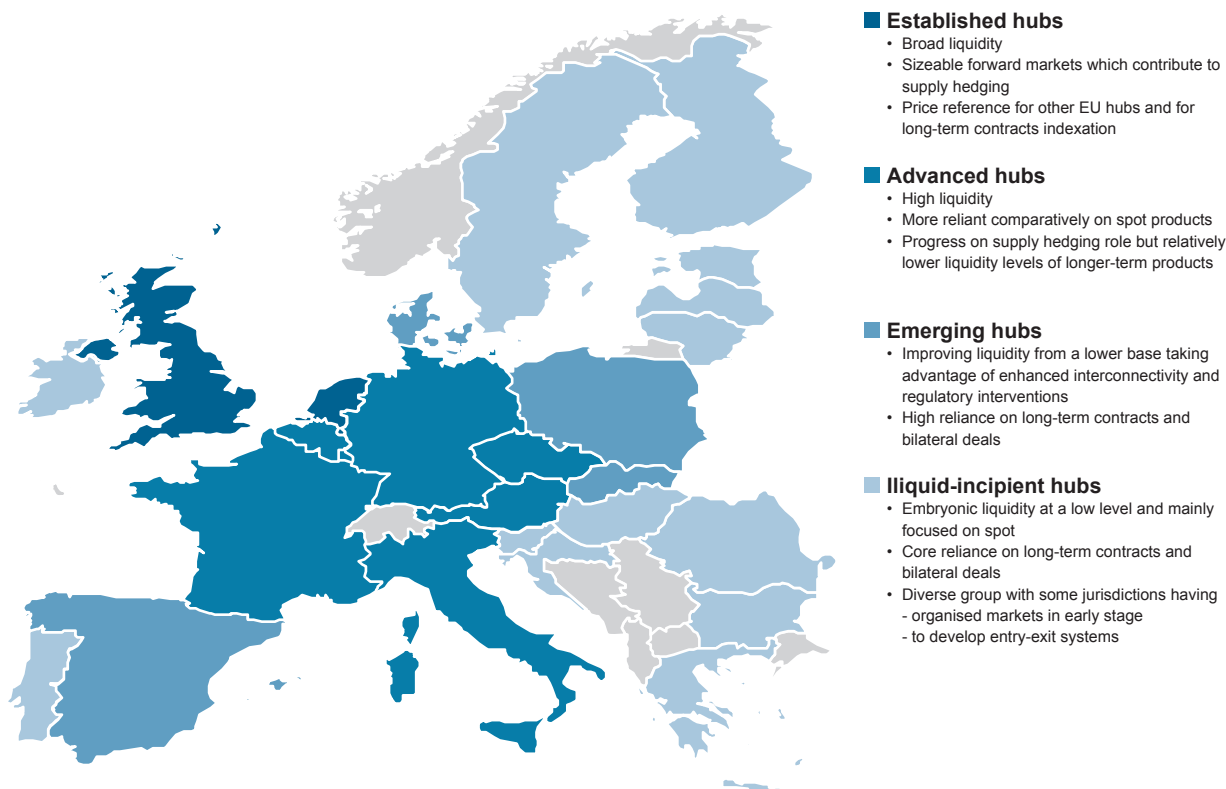 Established hubs
• Broad liquidity
• Sizeable forward markets which contribute to
supply hedging
• Price reference for other EU hubs and for
long-term contracts indexation
Advanced hubs
• High liquidity
• More reliant comparatively on spot products
• Progress on supply hedging role but relatively
lower liquidity levels of longer-term products
Emerging hubs
• Improving liquidity from a lower base taking
advantage of enhanced interconnectivity and
regulatory interventions
• High reliance on long-term contracts and
bilateral deals
Iliquid-incipient hubs
• Embryonic liquidity at a low level and mainly
focused on spot
• Core reliance on long-term contracts and
bilateral deals
• Diverse group with some jurisdictions having
- organised markets in early stage
- to develop entry-exit systems